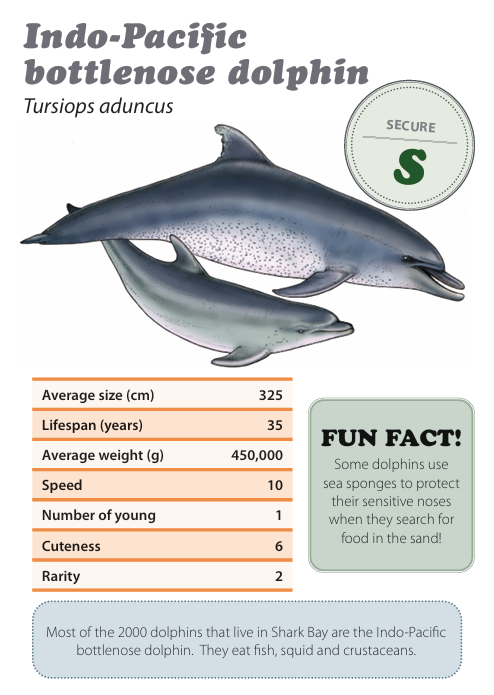 Indo-Pacific
bottlenose dolphin
Tursiops aduncus
SECURE
S
Average size (cm) 325
Lifespan (years) 35
Average weight (g) 450,000
Speed 10
Number of young 1
Cuteness 6
Rarity 2
FUN FACT!
Some dolphins use
sea sponges to protect
their sensitive noses
when they search for
food in the sand!
Most of the 2000 dolphins that live in Shark Bay are the Indo-Pacific
bottlenose dolphin. They eat fish, squid and crustaceans.